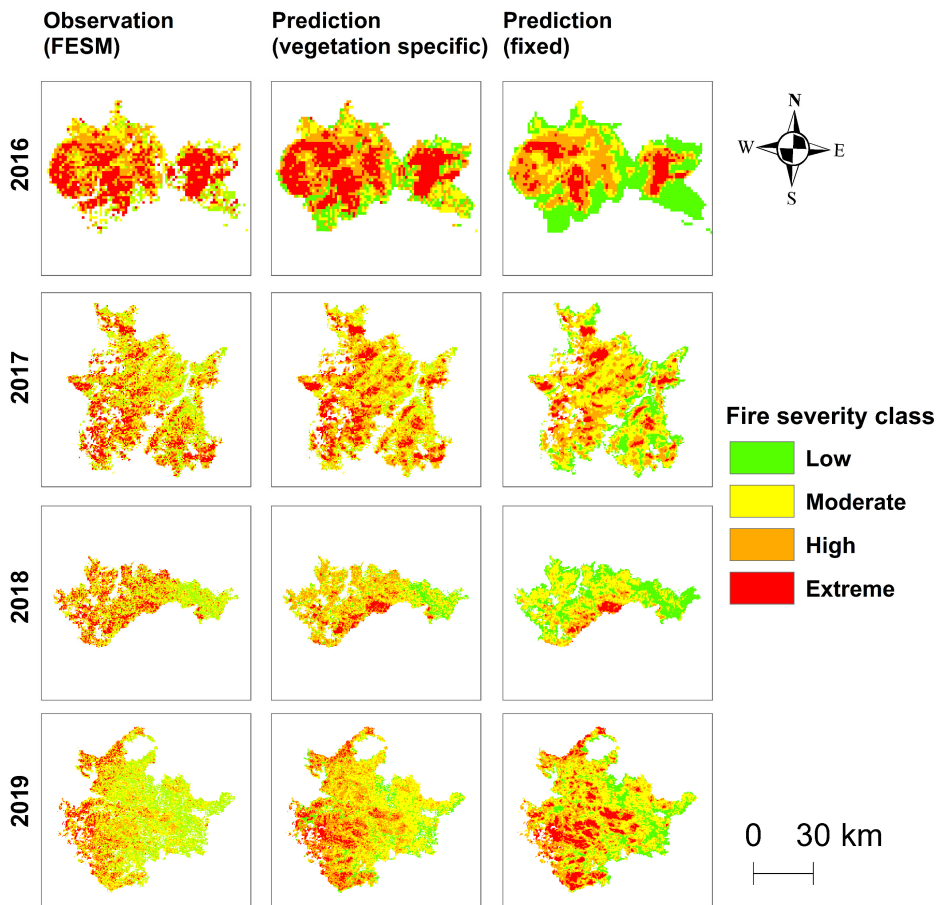 Observation
(FESM)
Prediction
(vegetation specific)
Prediction
(fixed)
N
W
E
S
2016
2017
2018
2019
Fire severity class
Low
Moderate
High
Extreme
0 30 km